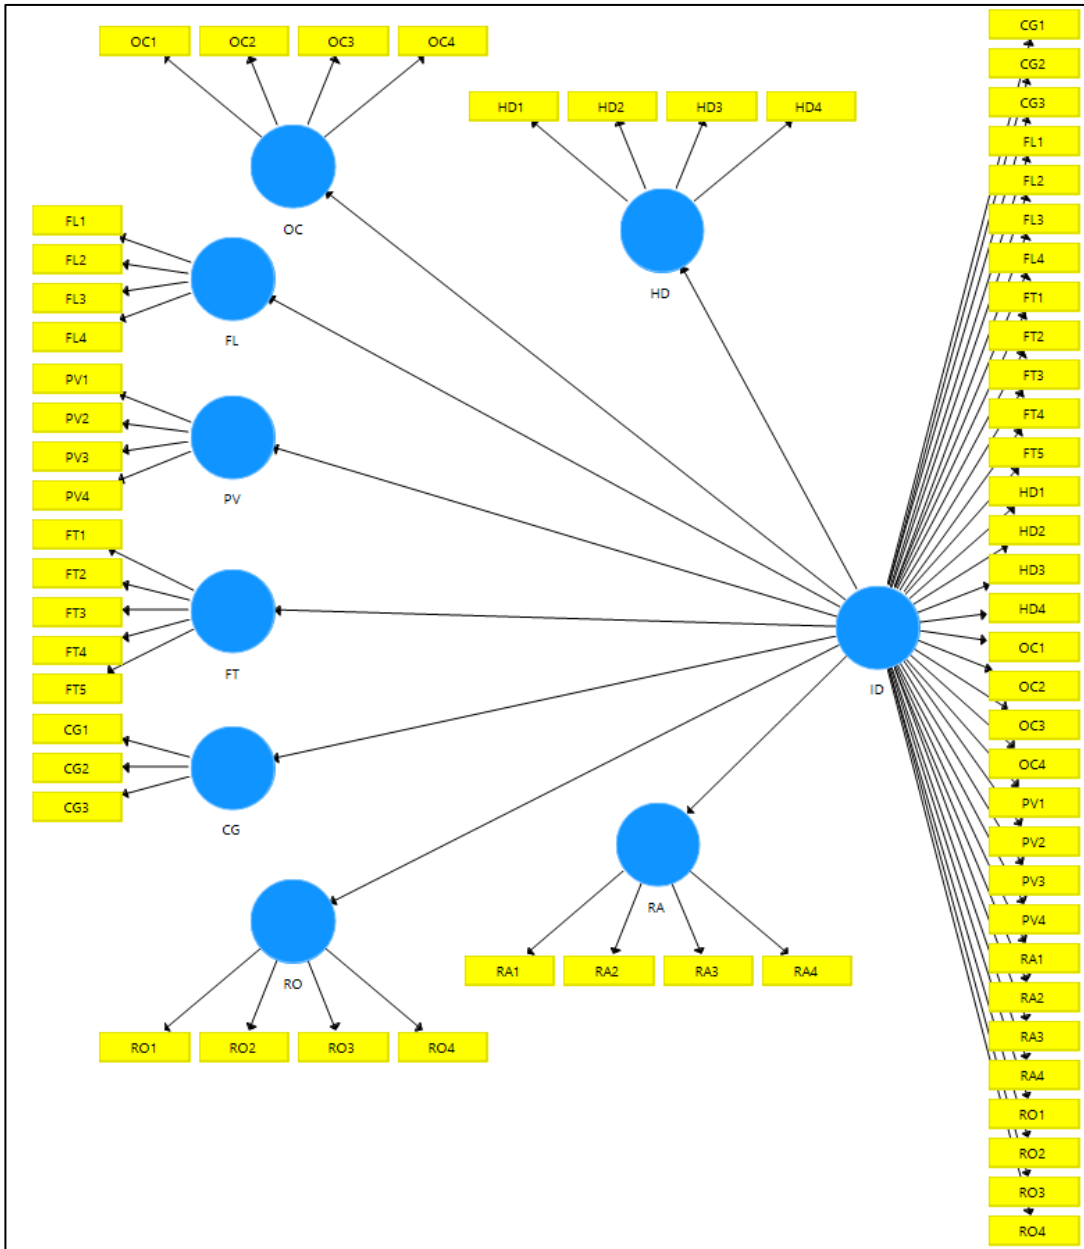 OC1
OC2
OC3
OC4
OC
HD1
HD2
HD3
HD4
HD
FL1
FL2
FL3
FL4
FL
PV1
PV2
PV3
PV4
PV
FT1
FT2
FT3
FT4
FT5
FT
CG1
CG2
CG3
CG
RO
RO1
RO2
RO3
RO4
RA
RA1
RA2
RA3
RA4
ID
CG1
CG2
CG3
FL1
FL2
FL3
FL4
FT1
FT2
FT3
FT4
FT5
HD1
HD2
HD3
HD4
OC1
OC2
OC3
OC4
PV1
PV2
PV3
PV4
RA1
RA2
RA3
RA4
RO1
RO2
RO3
RO4